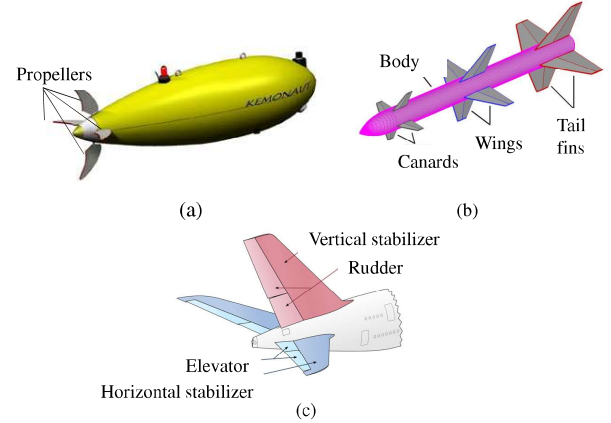 Propellers
KEMONAUT
(a)
Body
Canards
Wings
Tail
fins
(b)
Vertical stabilizer
Rudder
Elevator
Horizontal stabilizer
(c)